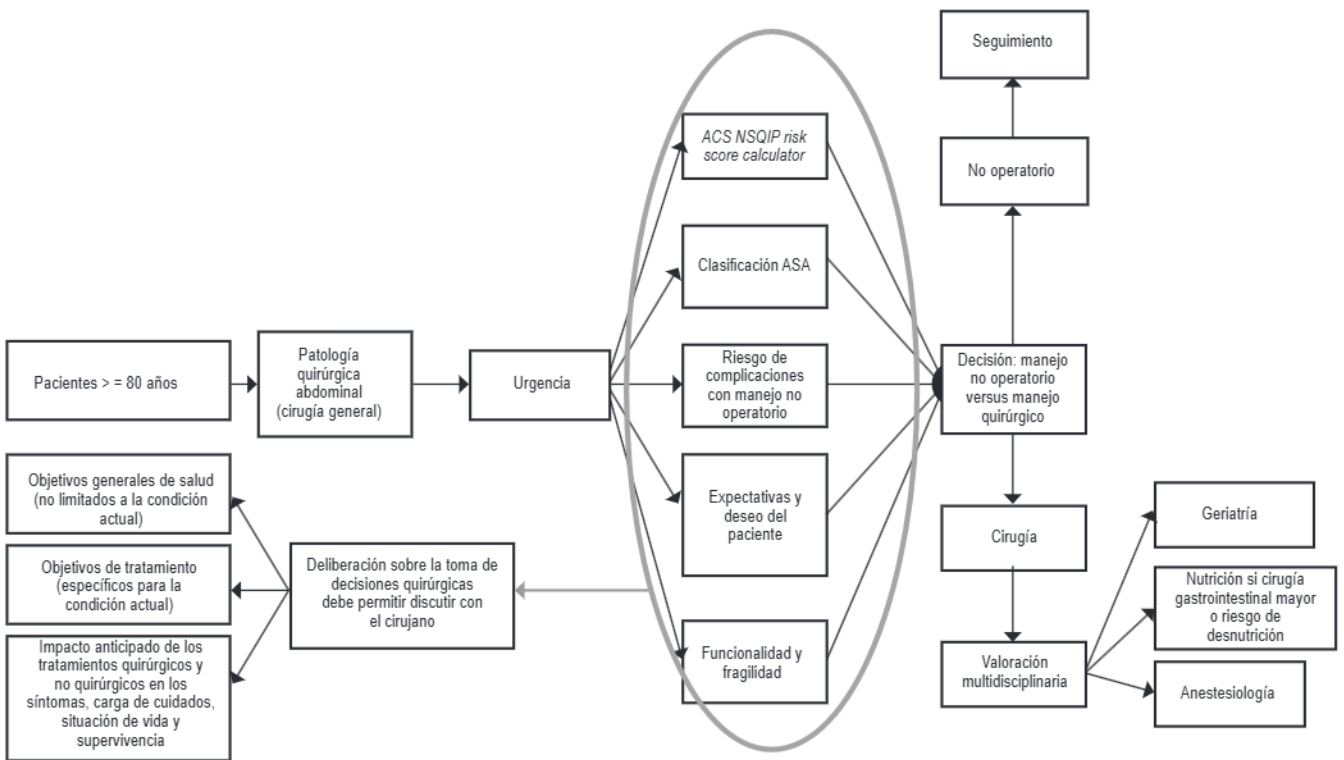 Pacientes > = 80 años
Patología
quirúrgica
abdominal
(cirugía general)
Urgencia
ACS NSQIP risk
score calculator
Clasificación ASA
Riesgo de
complicaciones
con manejo no
operatorio
Expectativas y
deseo del
paciente
Funcionalidad y
fragilidad
Deliberación sobre la toma de
decisiones quirúrgicas
debe permitir discutir con
el cirujano
Objetivos generales de salud
(no limitados a la condición
actual)
Objetivos de tratamiento
(específicos para la
condición actual)
Impacto anticipado de los
tratamientos quirúrgicos y
no quirúrgicos en los
síntomas, carga de cuidados,
situación de vida y
supervivencia
Decisión: manejo
no operatorio
versus manejo
quirúrgico
No operatorio
Seguimiento
Cirugía
Valoración
multidisciplinaria
Geriatría
Nutrición si cirugía
gastrointestinal mayor
o riesgo de
desnutrición
Anestesiología